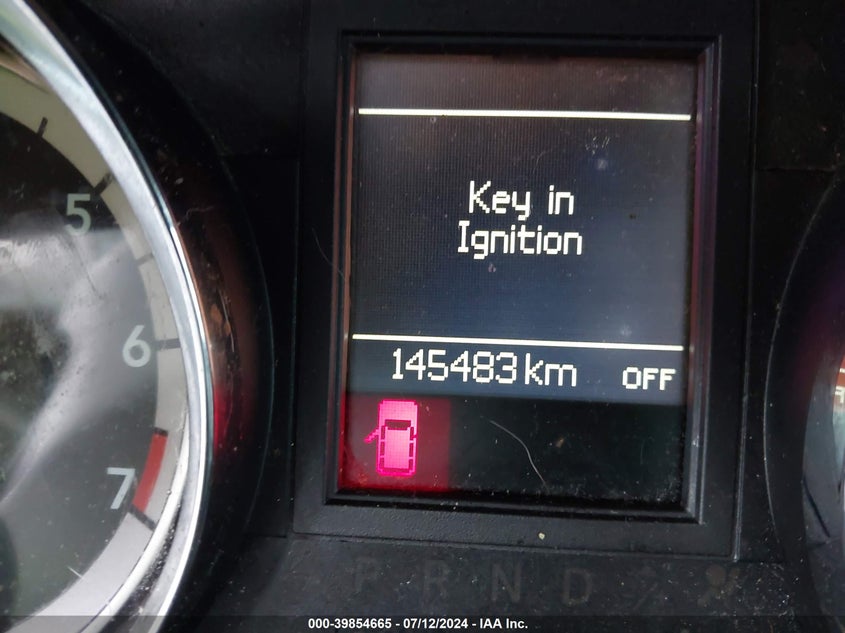 5
6
7
Key in
Ignition
145483 km OFF
P R N D
000-39854665 - 07/12/2024 - IAA Inc.